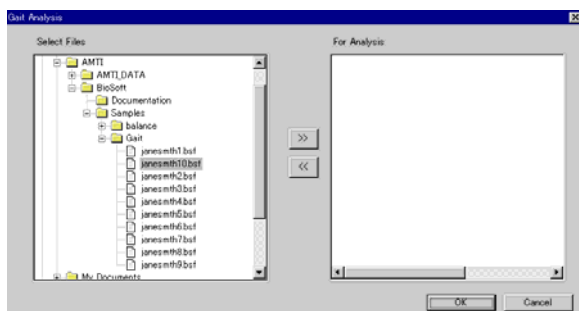 Gait Analysis
Select Files
For Analysis
AMTI
AMTI_DATA
BioSoft
Documentation
Samples
balance
Gait
janesmth1.bsf
janesmth10.bsf
janesmth2.bsf
janesmth3.bsf
janesmth4.bsf
janesmth5.bsf
janesmth6.bsf
janesmth7.bsf
janesmth8.bsf
janesmth9.bsf
My Documents
>>
<<
OK
Cancel